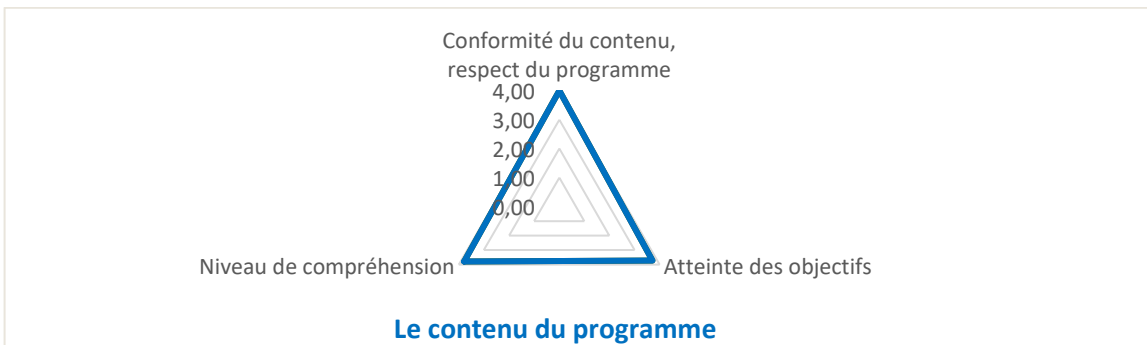 Conformité du contenu,
respect du programme
4,00
3,00
2,00
1,00
0,00
Niveau de compréhension
Atteinte des objectifs
Le contenu du programme